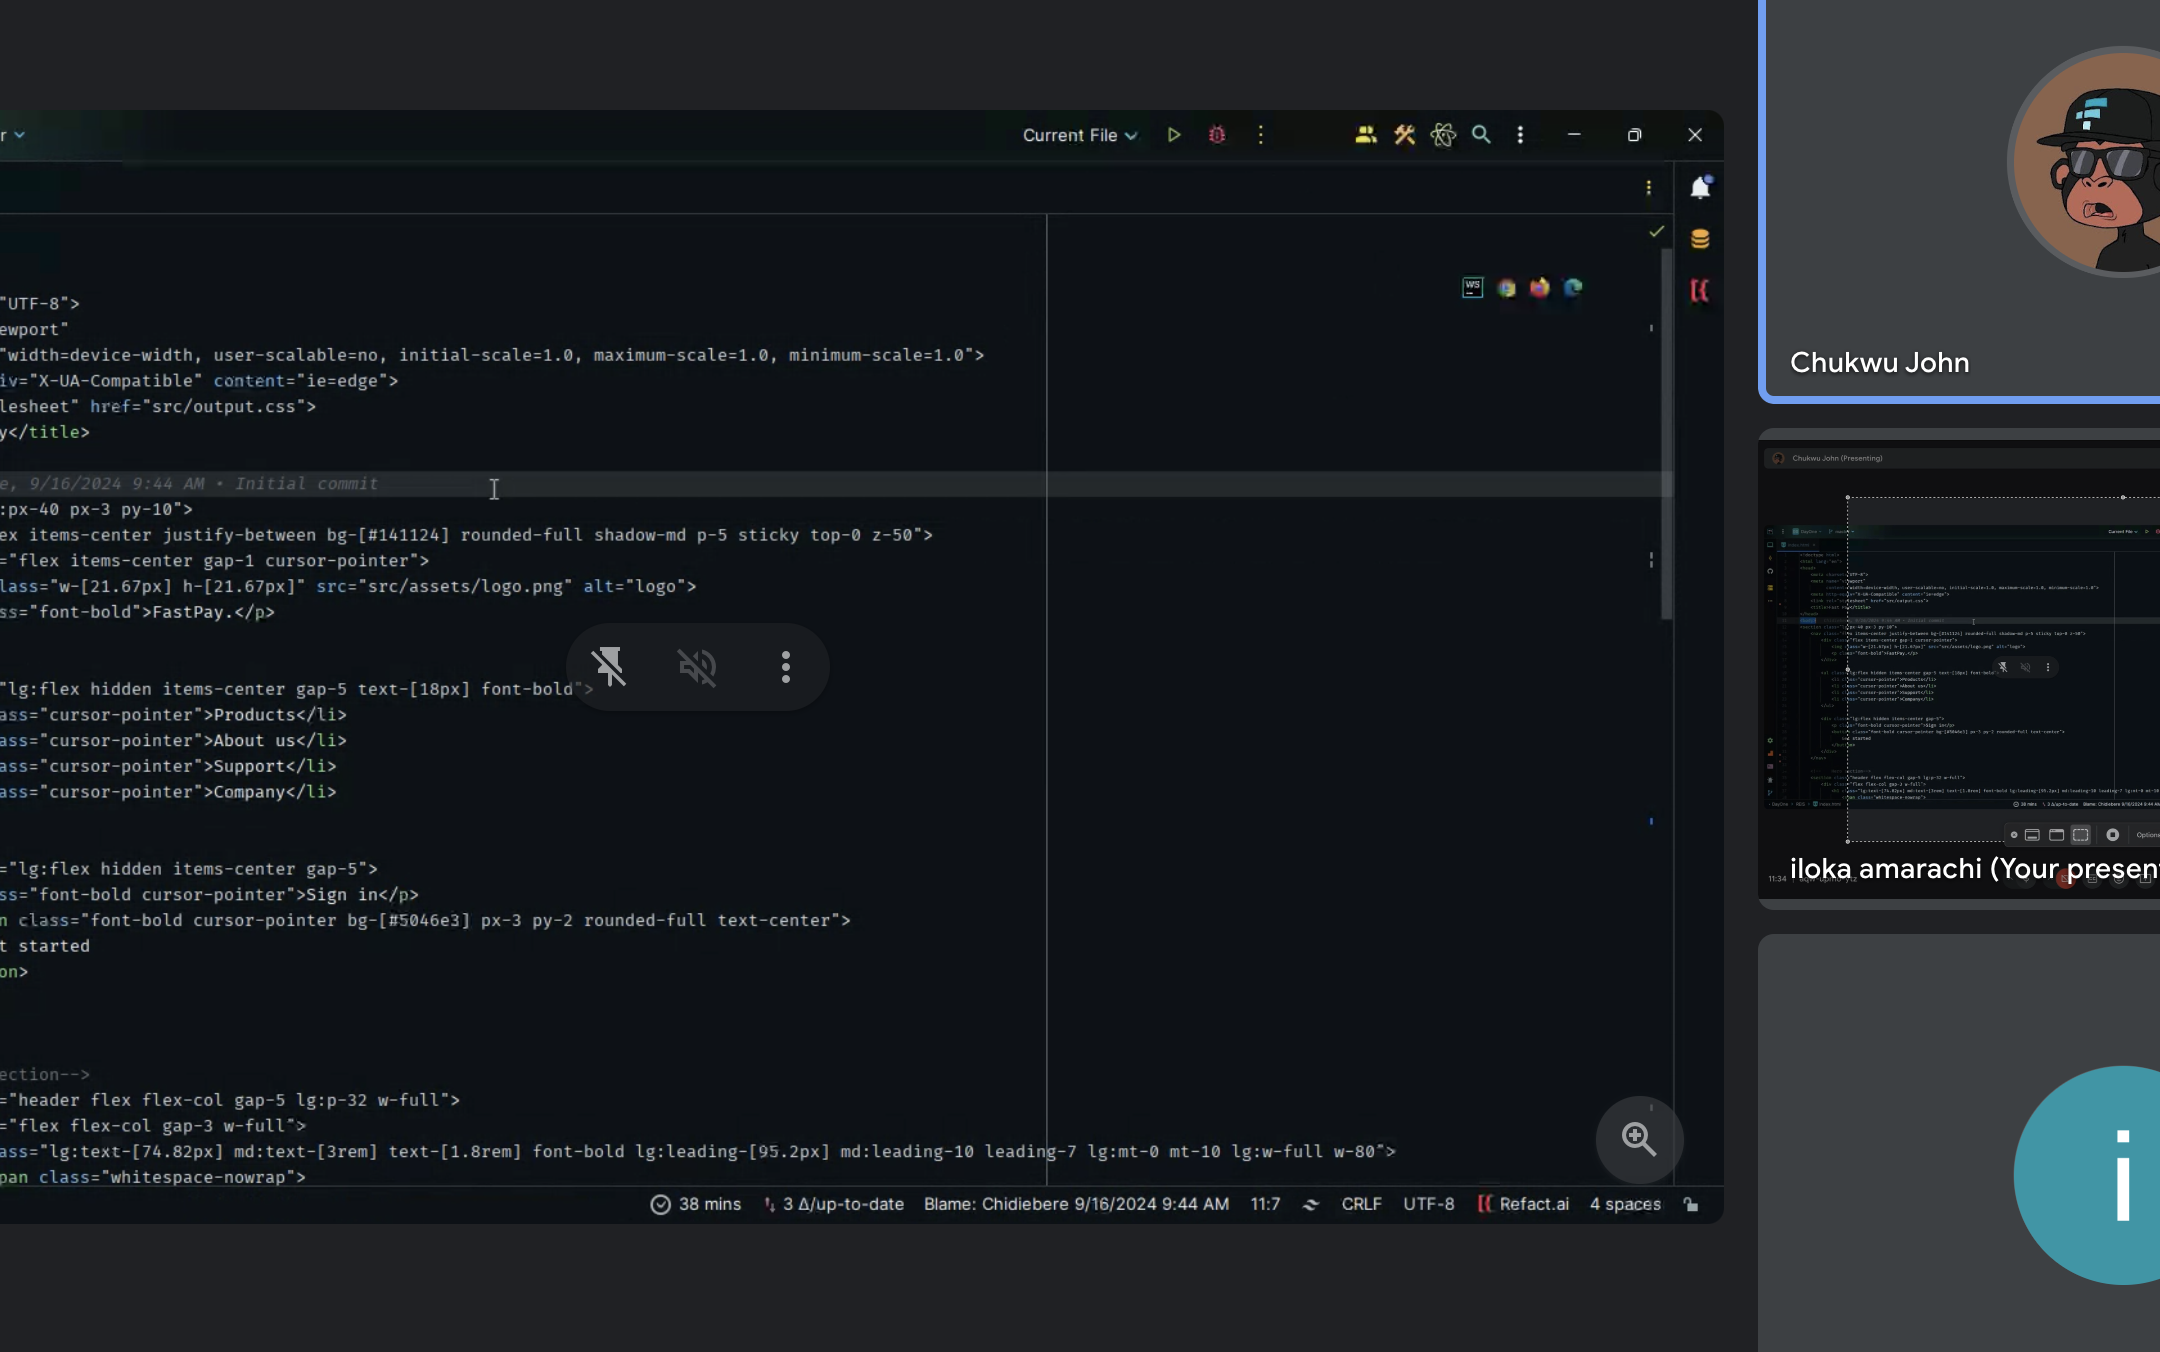 r
Current File
"UTF-8">
ewport"
"width=device-width, user-scalable=no, initial-scale=1.0, maximum-scale=1.0, minimum-scale=1.0">
iv="X-UA-Compatible" content="ie=edge">
lesheet" href="src/output.css">
y</title>
e, 9/16/2024 9:44 AM • Initial commit
:px-40 px-3 py-10">
ex items-center justify-between bg-[#141124] rounded-full shadow-md p-5 sticky top-0 z-50">
="flex items-center gap-1 cursor-pointer">
lass="w-[21.67px] h-[21.67px]" src="src/assets/logo.png" alt="logo">
ss="font-bold">FastPay.</p>
"lg:flex hidden items-center gap-5 text-[18px] font-bold">
ass="cursor-pointer">Products</li>
ass="cursor-pointer">About us</li>
ass="cursor-pointer">Support</li>
ass="cursor-pointer">Company</li>
="lg:flex hidden items-center gap-5">
ss="font-bold cursor-pointer">Sign in</p>
n class="font-bold cursor-pointer bg-[#5046e3] px-3 py-2 rounded-full text-center">
t started
on>
ection-->
="header flex flex-col gap-5 lg:p-32 w-full">
="flex flex-col gap-3 w-full">
ass="lg:text-[74.82px] md:text-[3rem] text-[1.8rem] font-bold lg:leading-[95.2px] md:leading-10 leading-7 lg:mt-0 mt-10 lg:w-full w-80">
pan class="whitespace-nowrap">
38 mins 3 Δ/up-to-date Blame: Chidiebere 9/16/2024 9:44 AM 11:7 CRLF UTF-8 Refact.ai 4 spaces
WS
Chukwu John
Chukwu John (Presenting)
iloka amarachi (Your present
11:34
i